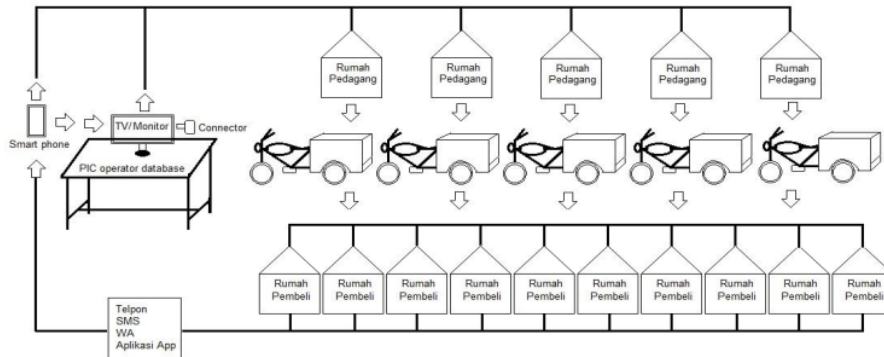 Rumah
Pedagang
Rumah
Pedagang
Rumah
Pedagang
Rumah
Pedagang
Rumah
Pedagang
Smart phone
TV/Monitor
Connector
PIC operator database
Rumah
Pembeli
Rumah
Pembeli
Rumah
Pembeli
Rumah
Pembeli
Rumah
Pembeli
Rumah
Pembeli
Rumah
Pembeli
Rumah
Pembeli
Rumah
Pembeli
Rumah
Pembeli
Telpon
SMS
WA
Aplikasi App